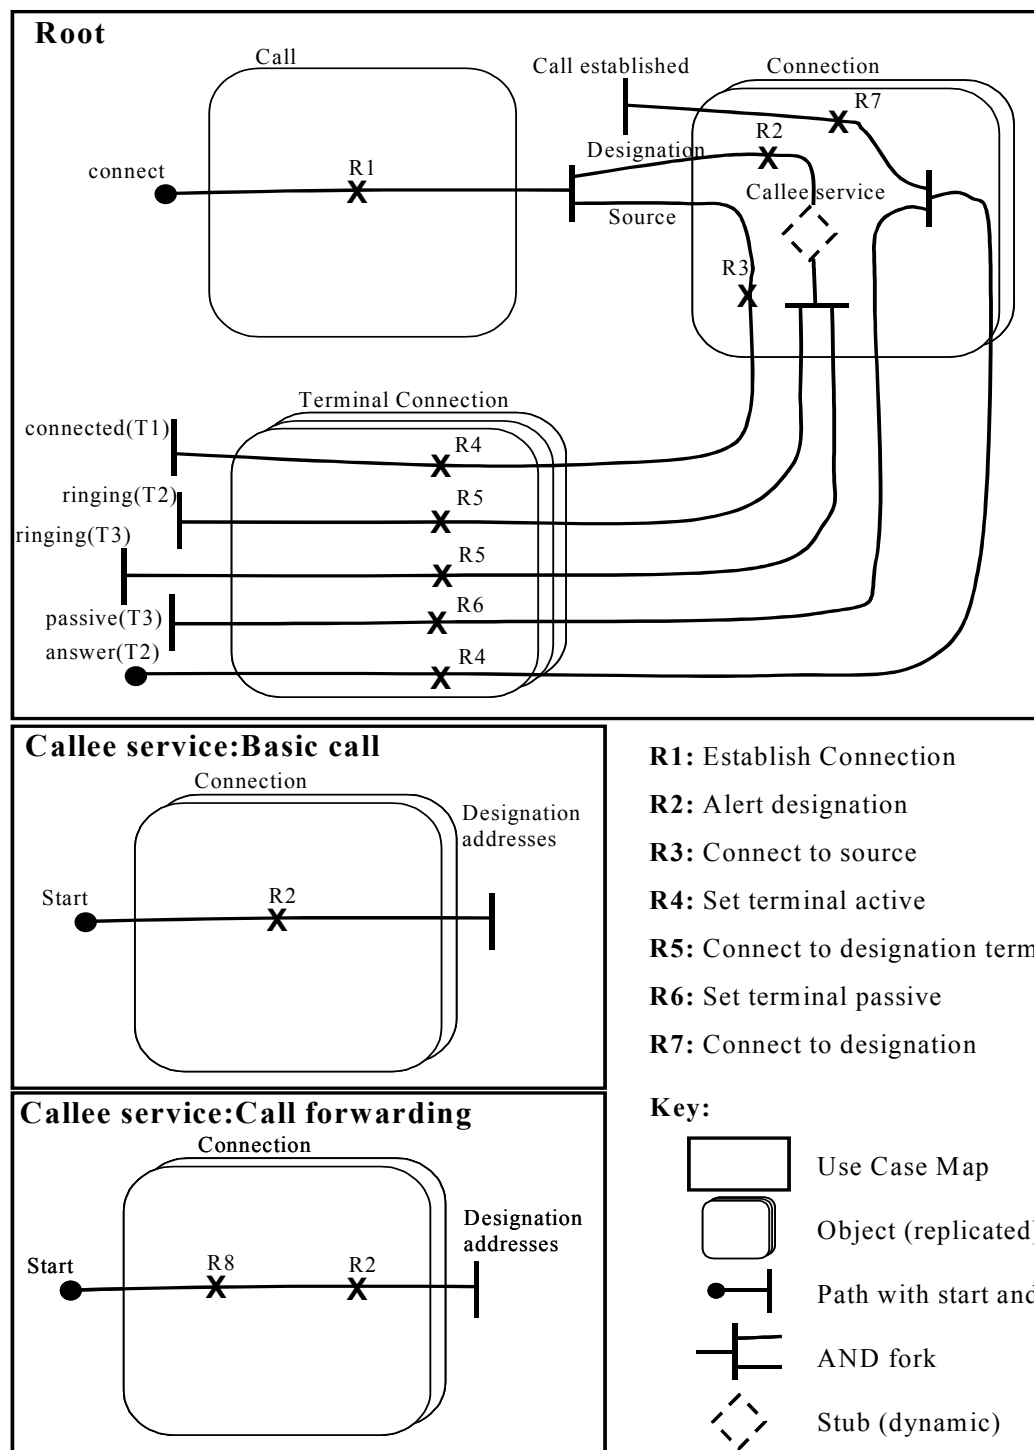 Root
Call
Call established
Connection
R7
R2
Designation
connect
R1
Callee service
Source
R3
Terminal Connection
connected(T1)
R4
ringing(T2)
R5
ringing(T3)
R5
passive(T3)
R6
answer(T2)
R4
Callee service:Basic call
Connection
Designation
addresses
Start
R2
R1: Establish Connection
R2: Alert designation
R3: Connect to source
R4: Set terminal active
R5: Connect to designation term
R6: Set terminal passive
R7: Connect to designation
Callee service:Call forwarding
Connection
Designation
addresses
Start
R8
R2
Key:
Use Case Map
Object (replicated)
Path with start and
AND fork
Stub (dynamic)